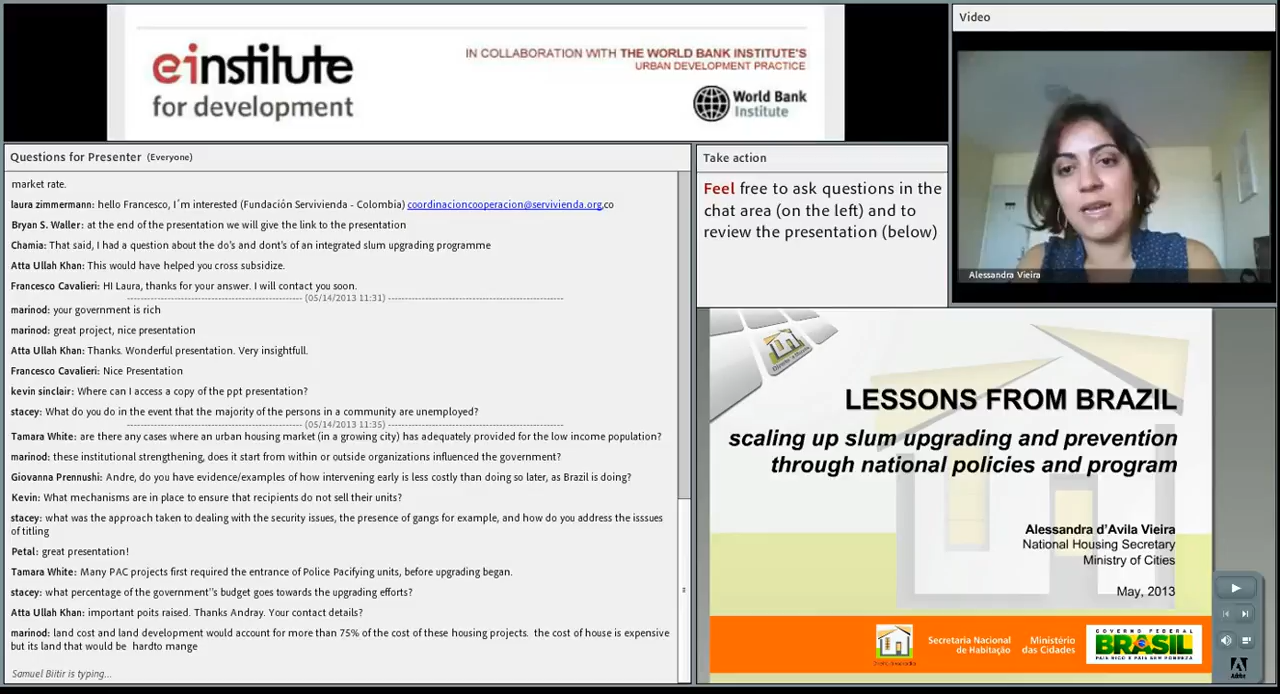 einstitute
for development
IN COLLABORATION WITH THE WORLD BANK INSTITUTE'S
URBAN DEVELOPMENT PRACTICE
World Bank
Institute
Video
Alessandra Vieira
Questions for Presenter (Everyone)
market rate.
laura zimmermann: hello Francesco, I´m interested (Fundación Servivienda - Colombia) coordinacioncooperacion@servivienda.org.co
Bryan S. Waller: at the end of the presentation we will give the link to the presentation
Chamia: That said, I had a question about the do's and dont's of an integrated slum upgrading programme
Atta Ullah Khan: This would have helped you cross subsidize.
Francesco Cavalieri: HI Laura, thanks for your answer. I will contact you soon.
(05/14/2013 11:31)
marinod: your government is rich
marinod: great project, nice presentation
Atta Ullah Khan: Thanks. Wonderful presentation. Very insightfull.
Francesco Cavalieri: Nice Presentation
kevin sinclair: Where can I access a copy of the ppt presentation?
stacey: What do you do in the event that the majority of the persons in a community are unemployed?
(05/14/2013 11:35)
Tamara White: are there any cases where an urban housing market (in a growing city) has adequately provided for the low income population?
marinod: these institutional strengthening, does it start from within or outside organizations influenced the government?
Giovanna Prennushi: Andre, do you have evidence/examples of how intervening early is less costly than doing so later, as Brazil is doing?
Kevin: What mechanisms are in place to ensure that recipients do not sell their units?
stacey: what was the approach taken to dealing with the security issues, the presence of gangs for example, and how do you address the isssues
of titling
Petal: great presentation!
Tamara White: Many PAC projects first required the entrance of Police Pacifying units, before upgrading began.
stacey: what percentage of the government"s budget goes towards the upgrading efforts?
Atta Ullah Khan: important poits raised. Thanks Andray. Your contact details?
marinod: land cost and land development would account for more than 75% of the cost of these housing projects. the cost of house is expensive
but its land that would be hardto mange
Samuel Biitir is typing...
Take action
Feel free to ask questions in the
chat area (on the left) and to
review the presentation (below)
LESSONS FROM BRAZIL
scaling up slum upgrading and prevention
through national policies and program
Alessandra d'Avila Vieira
National Housing Secretary
Ministry of Cities
May, 2013
Secretaria Nacional
de Habitação
Ministério
das Cidades
GOVERNO FEDERAL
BRASIL
PAÍS RICO É PAÍS SEM POBREZA
Adobe